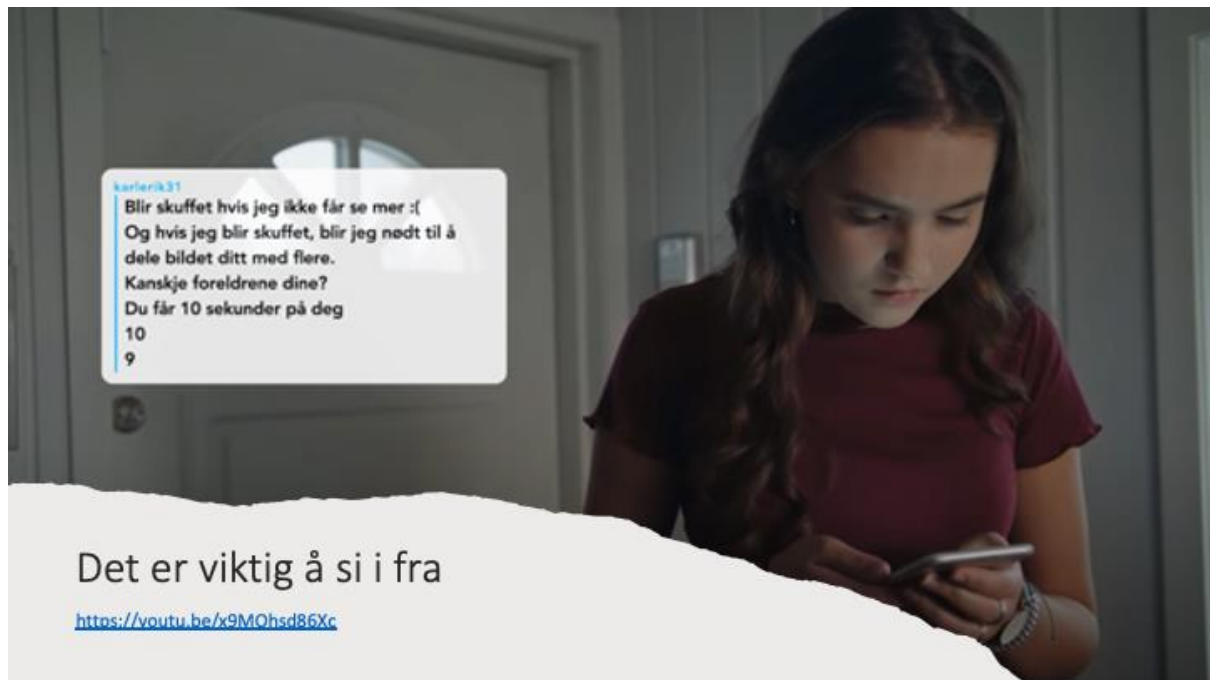 karlerik31
Blir skuffet hvis jeg ikke får se mer :(
Og hvis jeg blir skuffet, blir jeg nødt til å
dele bildet ditt med flere.
Kanskje foreldrene dine?
Du får 10 sekunder på deg
10
9
Det er viktig å si i fra
https://youtu.be/x9MOhsd86Xc